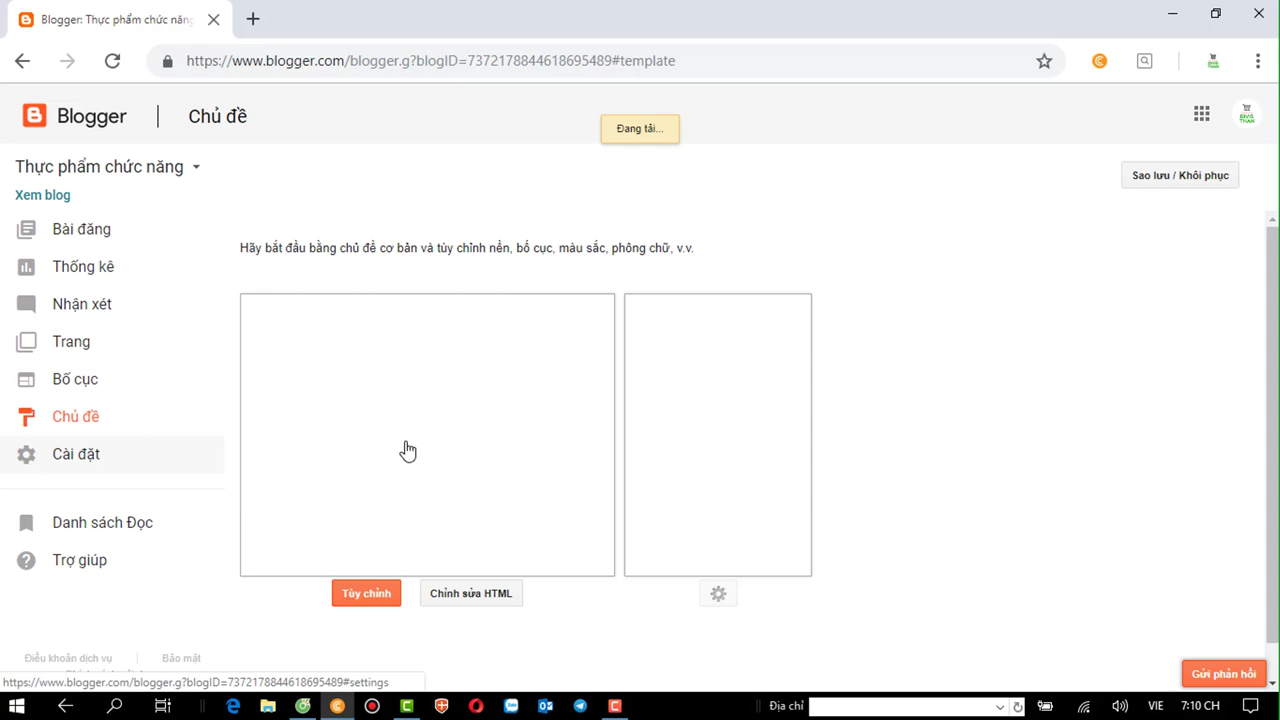 Blogger: Thực phẩm chức năng
https://www.blogger.com/blogger.g?blogID=7372178844618695489#template
Blogger
Chủ đề
Đang tải...
Thực phẩm chức năng
Xem blog
Sao lưu / Khôi phục
Bài đăng
Thống kê
Nhận xét
Trang
Bố cục
Chủ đề
Cài đặt
Danh sách Đọc
Trợ giúp
Hãy bắt đầu bằng chủ đề cơ bản và tùy chỉnh nền, bố cục, màu sắc, phông chữ, v.v.
Tùy chỉnh
Chỉnh sửa HTML
Điều khoản dịch vụ
Bảo mật
Gửi phản hồi
https://www.blogger.com/blogger.g?blogID=7372178844618695489#settings
Địa chỉ
VIE
7:10 CH